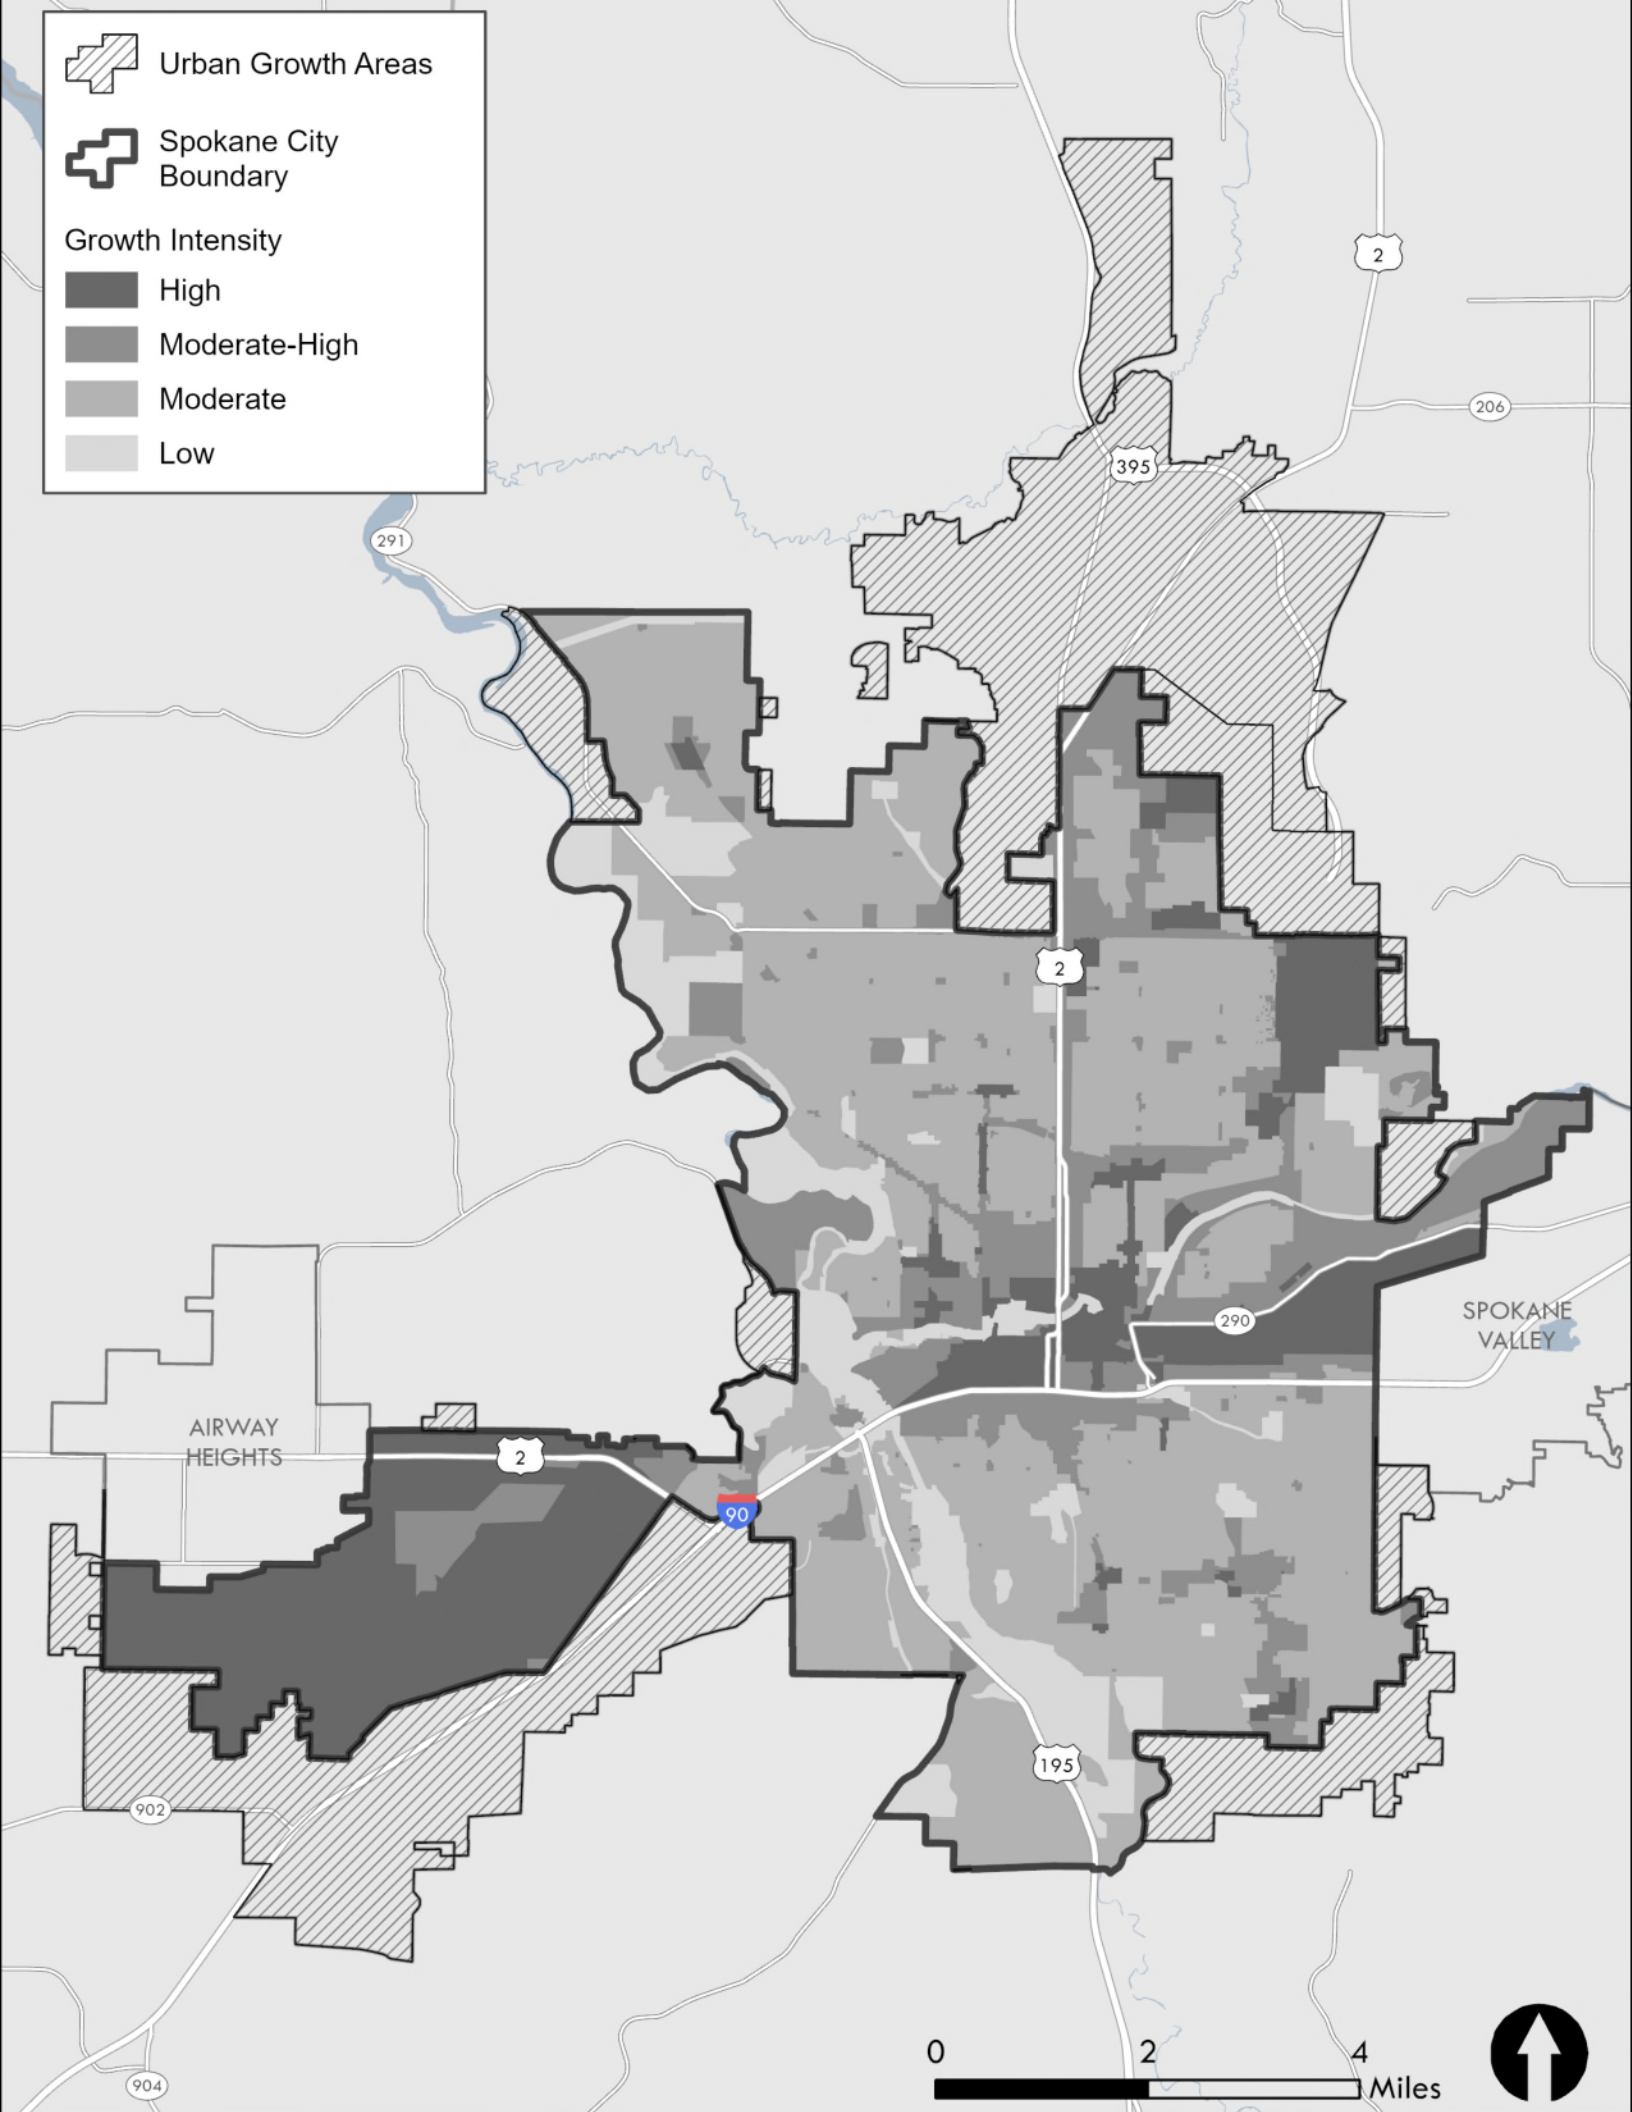 Urban Growth Areas
Spokane City
Boundary
Growth Intensity
High
Moderate-High
Moderate
Low
2
206
395
291
2
290
SPOKANE
VALLEY
AIRWAY
HEIGHTS
2
90
195
902
0 2 4
Miles
904